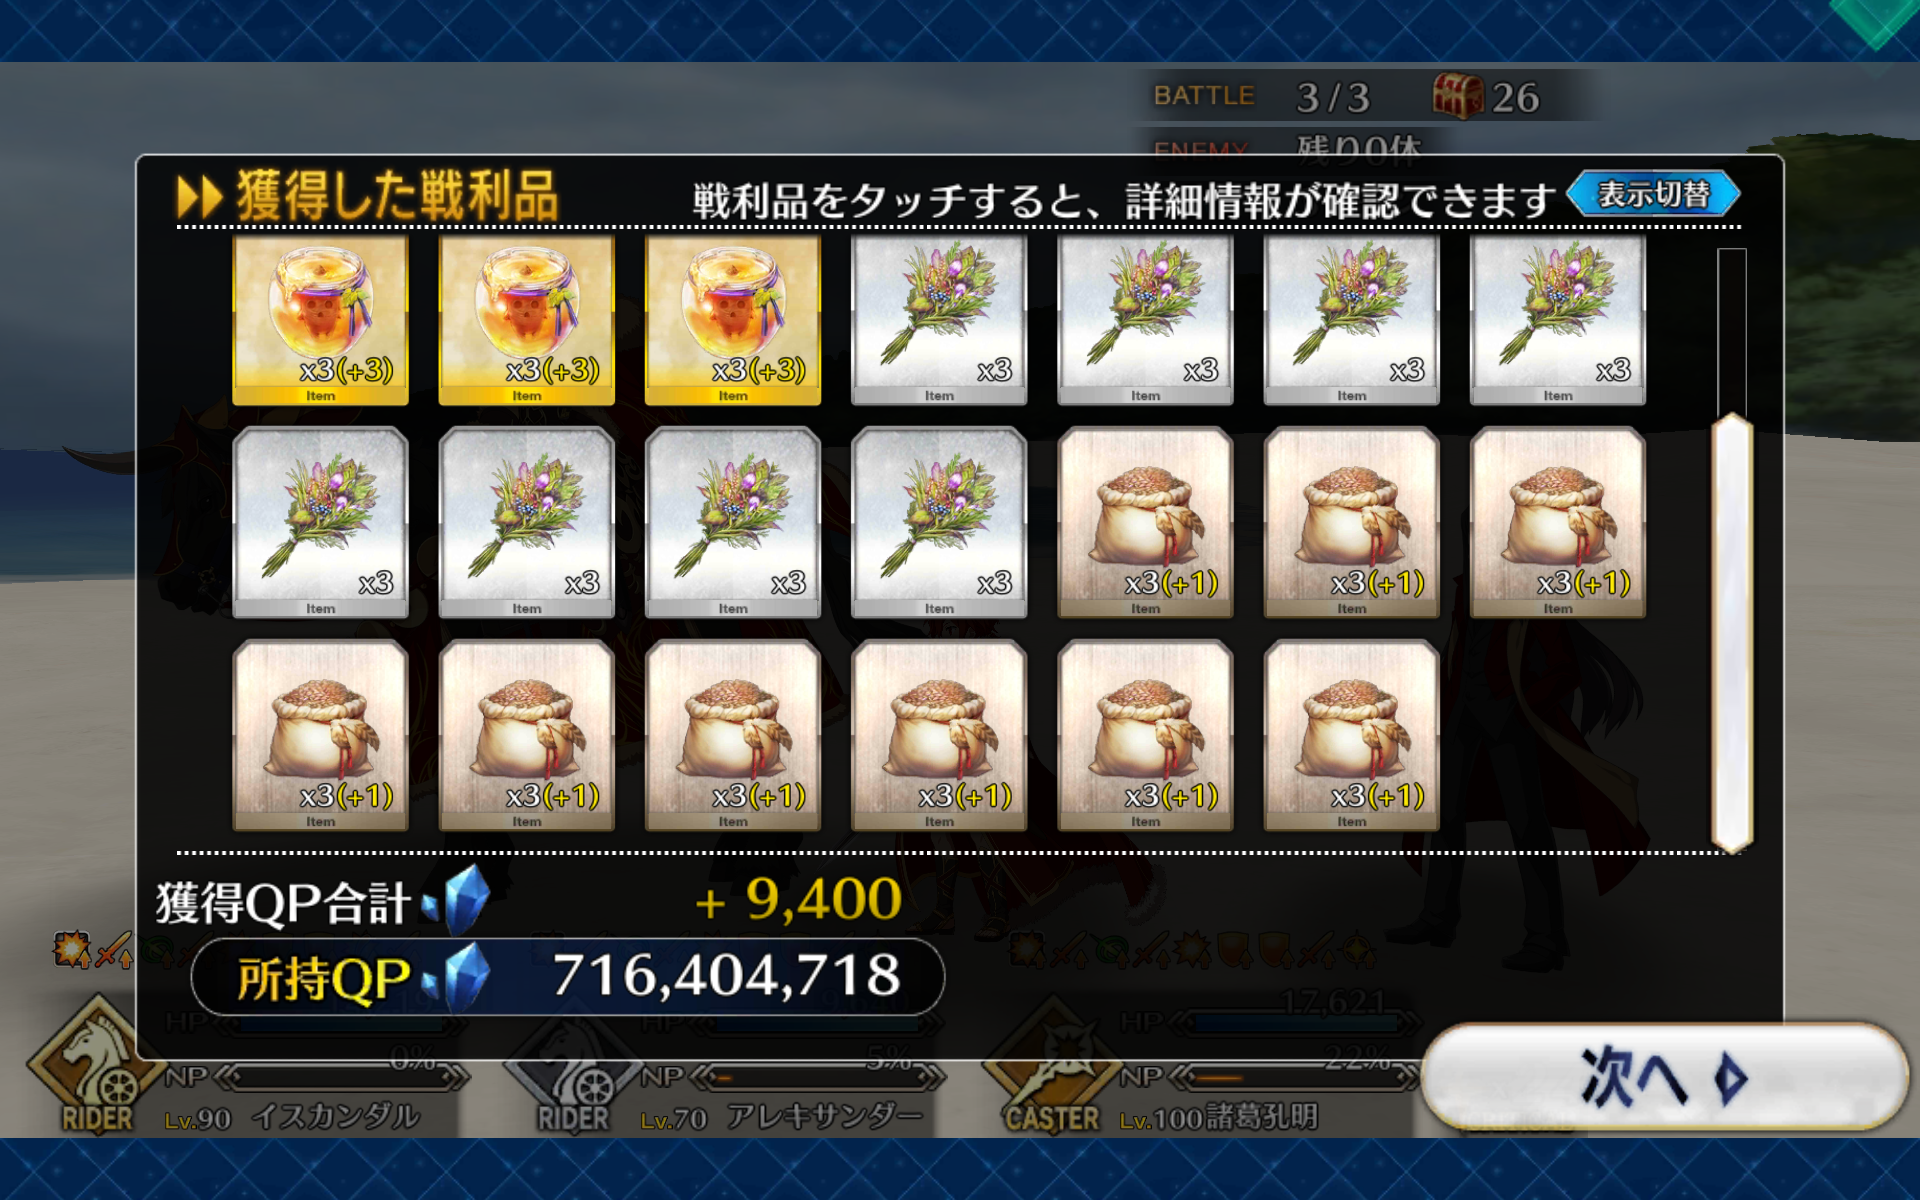 BATTLE 3/3 26
ENEMY 残り0体
獲得した戦利品 戦利品をタッチすると、詳細情報が確認できます 表示切替
x3(+3) x3(+3) x3(+3) x3 x3 x3 x3
Item Item Item Item Item Item Item
x3 x3 x3 x3 x3(+1) x3(+1) x3(+1)
Item Item Item Item Item Item Item
x3(+1) x3(+1) x3(+1) x3(+1) x3(+1) x3(+1)
Item Item Item Item Item Item
獲得QP合計 + 9,400
所持QP 716,404,718
HP HP HP 17,621
NP 0% NP 5% NP 22%
RIDER Lv.90 イスカンダル RIDER Lv.70 アレキサンダー CASTER Lv.100 諸葛孔明
次へ